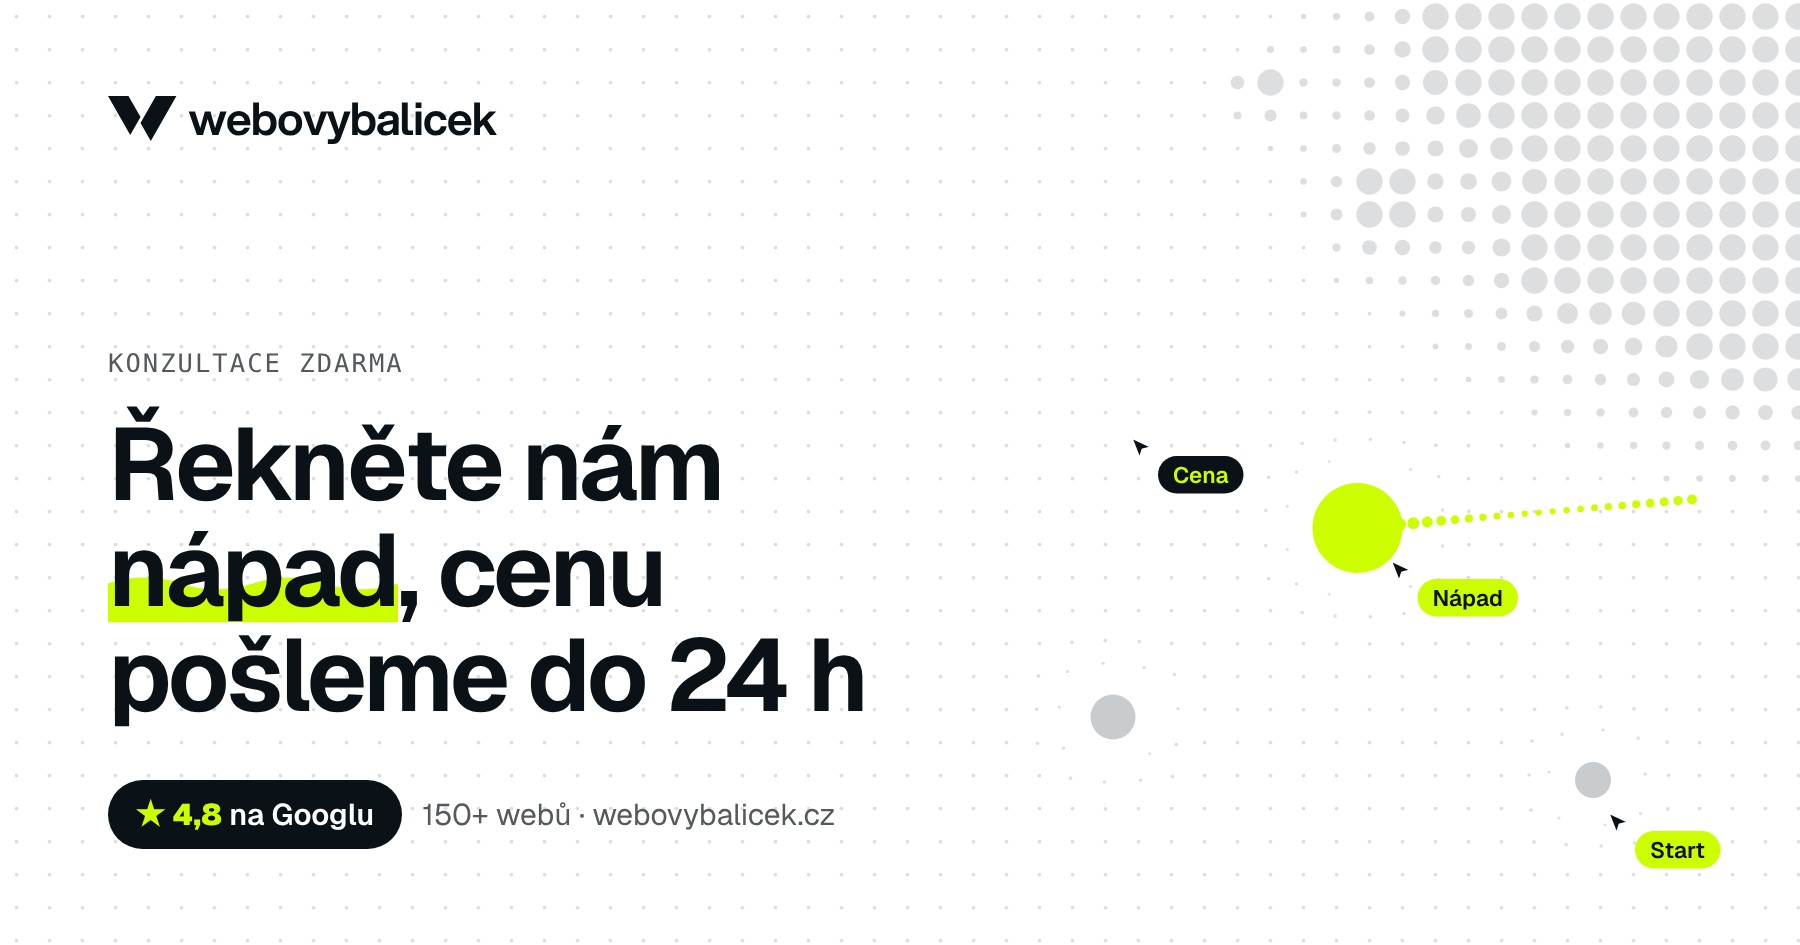 webovybalicek
KONZULTACE ZDARMA
Řekněte nám
nápad, cenu
pošleme do 24 h
★ 4,8 na Googlu
150+ webů · webovybalicek.cz
Cena
Nápad
Start